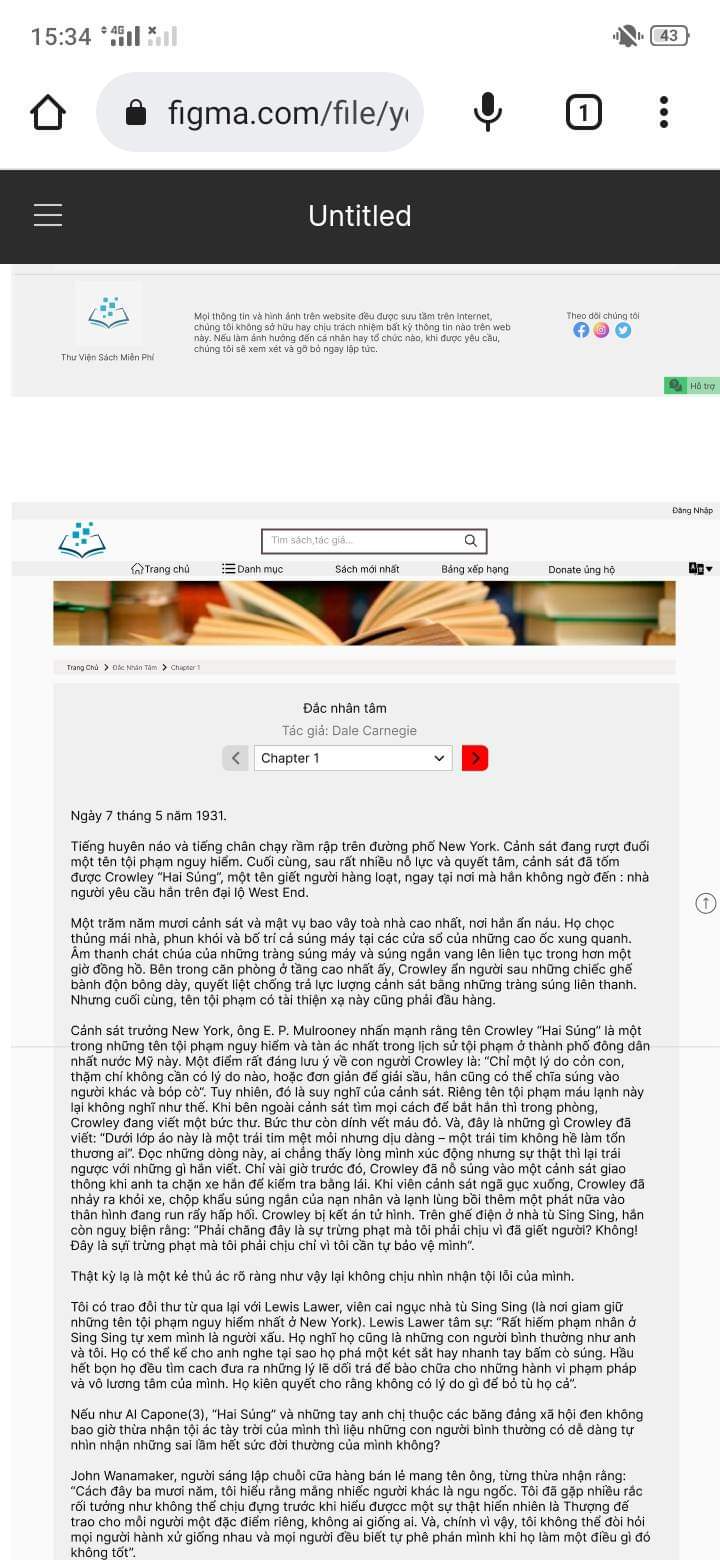 15:34
4G
43
figma.com/file/y
1
Untitled
Mọi thông tin và hình ảnh trên website đều được sưu tầm trên Internet,
chúng tôi không sở hữu hay chịu trách nhiệm bất kỳ thông tin nào trên web
này. Nếu làm ảnh hưởng đến cá nhân hay tổ chức nào, khi được yêu cầu,
chúng tôi sẽ xem xét và gỡ bỏ ngay lập tức.
Theo dõi chúng tôi
Thư Viện Sách Miễn Phí
Hỗ trợ
Đăng Nhập
Tìm sách,tác giả...
Trang chủ
Danh mục
Sách mới nhất
Bảng xếp hạng
Donate ủng hộ
Trang Chủ > Đắc Nhân Tâm > Chapter 1
Đắc nhân tâm
Tác giả: Dale Carnegie
Chapter 1
Ngày 7 tháng 5 năm 1931.
Tiếng huyên náo và tiếng chân chạy rầm rập trên đường phố New York. Cảnh sát đang rượt đuổi
một tên tội phạm nguy hiểm. Cuối cùng, sau rất nhiều nỗ lực và quyết tâm, cảnh sát đã tóm
được Crowley “Hai Súng”, một tên giết người hàng loạt, ngay tại nơi mà hắn không ngờ đến : nhà
người yêu cầu hắn trên đại lộ West End.
Một trăm năm mươi cảnh sát và mật vụ bao vây toà nhà cao nhất, nơi hắn ẩn náu. Họ chọc
thủng mái nhà, phun khói và bố trí cả súng máy tại các cửa sổ của những cao ốc xung quanh.
Âm thanh chát chúa của những tràng súng máy và súng ngắn vang lên liên tục trong hơn một
giờ đồng hồ. Bên trong căn phòng ở tầng cao nhất ấy, Crowley ẩn người sau những chiếc ghế
bành độn bông dày, quyết liệt chống trả lực lượng cảnh sát bằng những tràng súng liên thanh.
Nhưng cuối cùng, tên tội phạm có tài thiện xạ này cũng phải đầu hàng.
Cảnh sát trưởng New York, ông E. P. Mulrooney nhấn mạnh rằng tên Crowley “Hai Súng” là một
trong những tên tội phạm nguy hiểm và tàn ác nhất trong lịch sử tội phạm ở thành phố đông dân
nhất nước Mỹ này. Một điểm rất đáng lưu ý về con người Crowley là: “Chỉ một lý do cỏn con,
thậm chí không cần có lý do nào, hoặc đơn giản để giải sầu, hắn cũng có thể chĩa súng vào
người khác và bóp cò”. Tuy nhiên, đó là suy nghĩ của cảnh sát. Riêng tên tội phạm máu lạnh này
lại không nghĩ như thế. Khi bên ngoài cảnh sát tìm mọi cách để bắt hắn thì trong phòng,
Crowley đang viết một bức thư. Bức thư còn dính vết máu đỏ. Và, đây là những gì Crowley đã
viết: “Dưới lớp áo này là một trái tim mệt mỏi nhưng dịu dàng – một trái tim không hề làm tổn
thương ai”. Đọc những dòng này, ai chẳng thấy lòng mình xúc động nhưng sự thật thì lại trái
ngược với những gì hắn viết. Chỉ vài giờ trước đó, Crowley đã nổ súng vào một cảnh sát giao
thông khi anh ta chặn xe hắn để kiểm tra bằng lái. Khi viên cảnh sát ngã gục xuống, Crowley đã
nhảy ra khỏi xe, chộp khẩu súng ngắn của nạn nhân và lạnh lùng bồi thêm một phát nữa vào
thân hình đang run rẩy hấp hối. Crowley bị kết án tử hình. Trên ghế điện ở nhà tù Sing Sing, hắn
còn ngụy biện rằng: “Phải chăng đây là sự trừng phạt mà tôi phải chịu vì đã giết người? Không!
Đây là sựï trừng phạt mà tôi phải chịu chỉ vì tôi cần tự bảo vệ mình”.
Thật kỳ lạ là một kẻ thủ ác rõ ràng như vậy lại không chịu nhìn nhận tội lỗi của mình.
Tôi có trao đổi thư từ qua lại với Lewis Lawer, viên cai ngục nhà tù Sing Sing (là nơi giam giữ
những tên tội phạm nguy hiểm nhất ở New York). Lewis Lawer tâm sự: “Rất hiếm phạm nhân ở
Sing Sing tự xem mình là người xấu. Họ nghĩ họ cũng là những con người bình thường như anh
và tôi. Họ có thể kể cho anh nghe tại sao họ phá một két sắt hay nhanh tay bấm cò súng. Hầu
hết bọn họ đều tìm cach đưa ra những lý lẽ dối trá để bào chữa cho những hành vi phạm pháp
và vô lương tâm của mình. Họ kiên quyết cho rằng không có lý do gì để bỏ tù họ cả”.
Nếu như Al Capone(3), “Hai Súng” và những tay anh chị thuộc các băng đảng xã hội đen không
bao giờ thừa nhận tội ác tày trời của mình thì liệu những con người bình thường có dễ dàng tự
nhìn nhận những sai lầm hết sức đời thường của mình không?
John Wanamaker, người sáng lập chuỗi cữa hàng bán lẻ mang tên ông, từng thừa nhận rằng:
“Cách đây ba mươi năm, tôi hiểu rằng mắng nhiếc người khác là ngu ngốc. Tôi đã gặp nhiều rắc
rối tưởng như không thể chịu đựng trước khi hiểu đượcc một sự thật hiển nhiên là Thượng đế
trao cho mỗi người một đặc điểm riêng, không ai giống ai. Và, chính vì vậy, tôi không thể đòi hỏi
mọi người hành xử giống nhau và mọi người đều biết tự phê phán mình khi họ làm một điều gì đó
không tốt”.